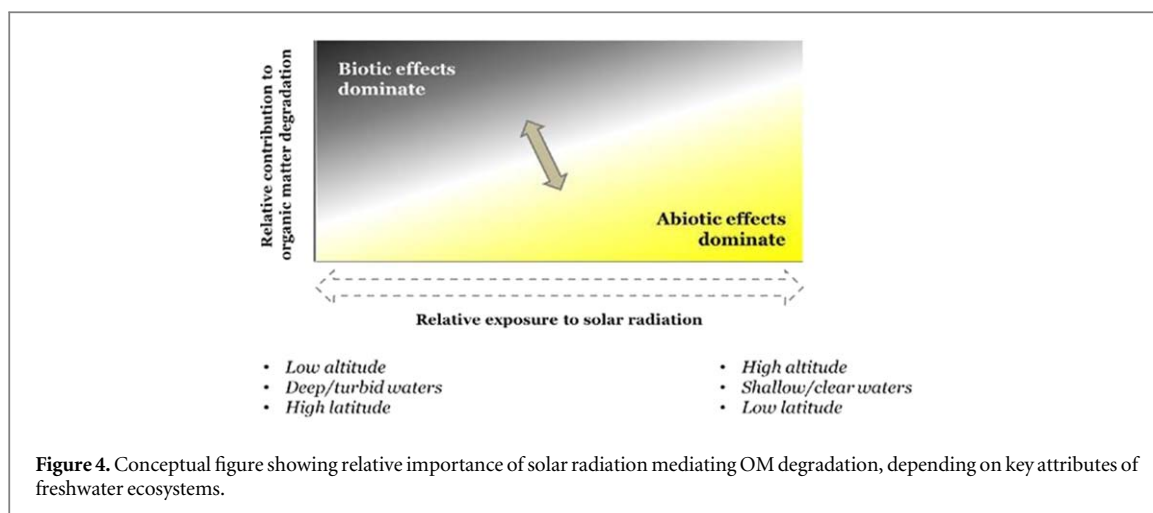 Relative contribution to
organic matter degradation
Biotic effects
dominate
Abiotic effects
dominate
Relative exposure to solar radiation
• Low altitude
• Deep/turbid waters
• High latitude
• High altitude
• Shallow/clear waters
• Low latitude
Figure 4. Conceptual figure showing relative importance of solar radiation mediating OM degradation, depending on key attributes of
freshwater ecosystems.